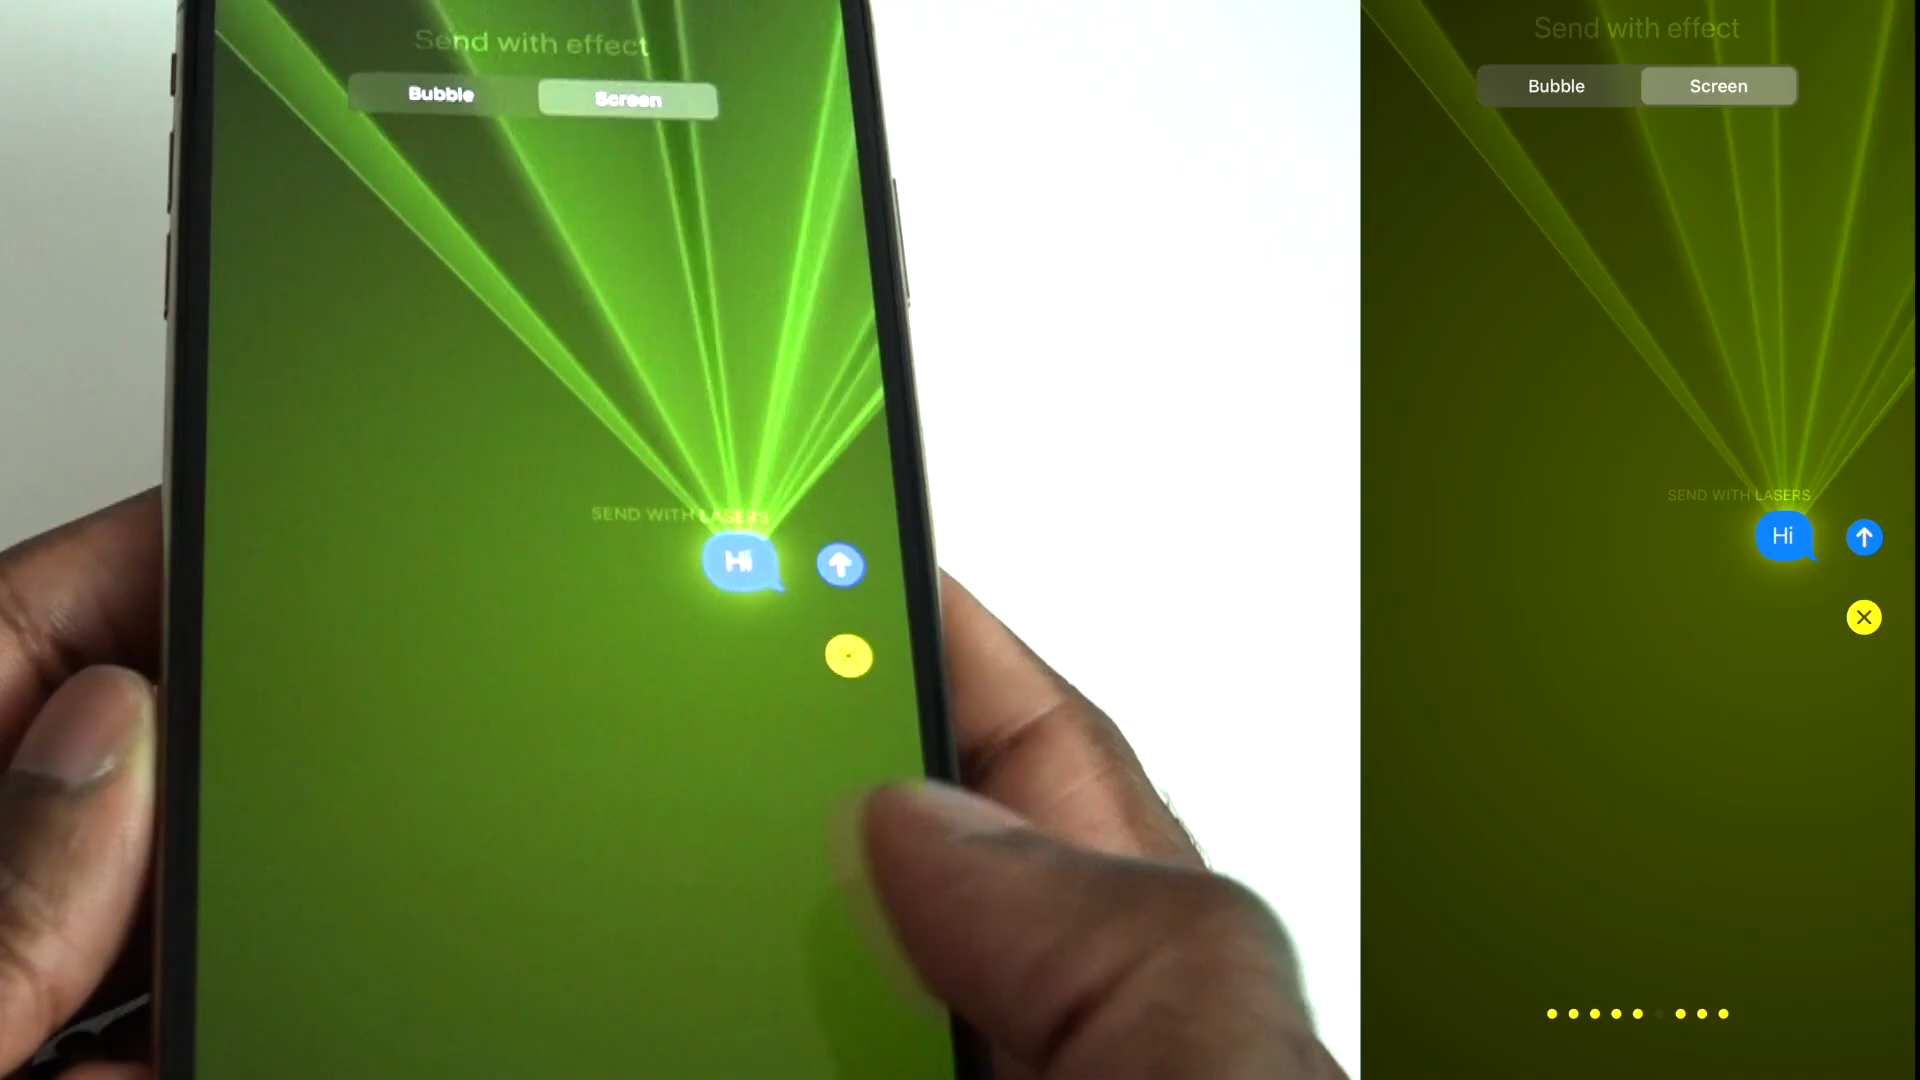 Send with effect
Bubble
Screen
SEND WITH LASERS
Hi
Send with effect
Bubble
Screen
SEND WITH LASERS
Hi